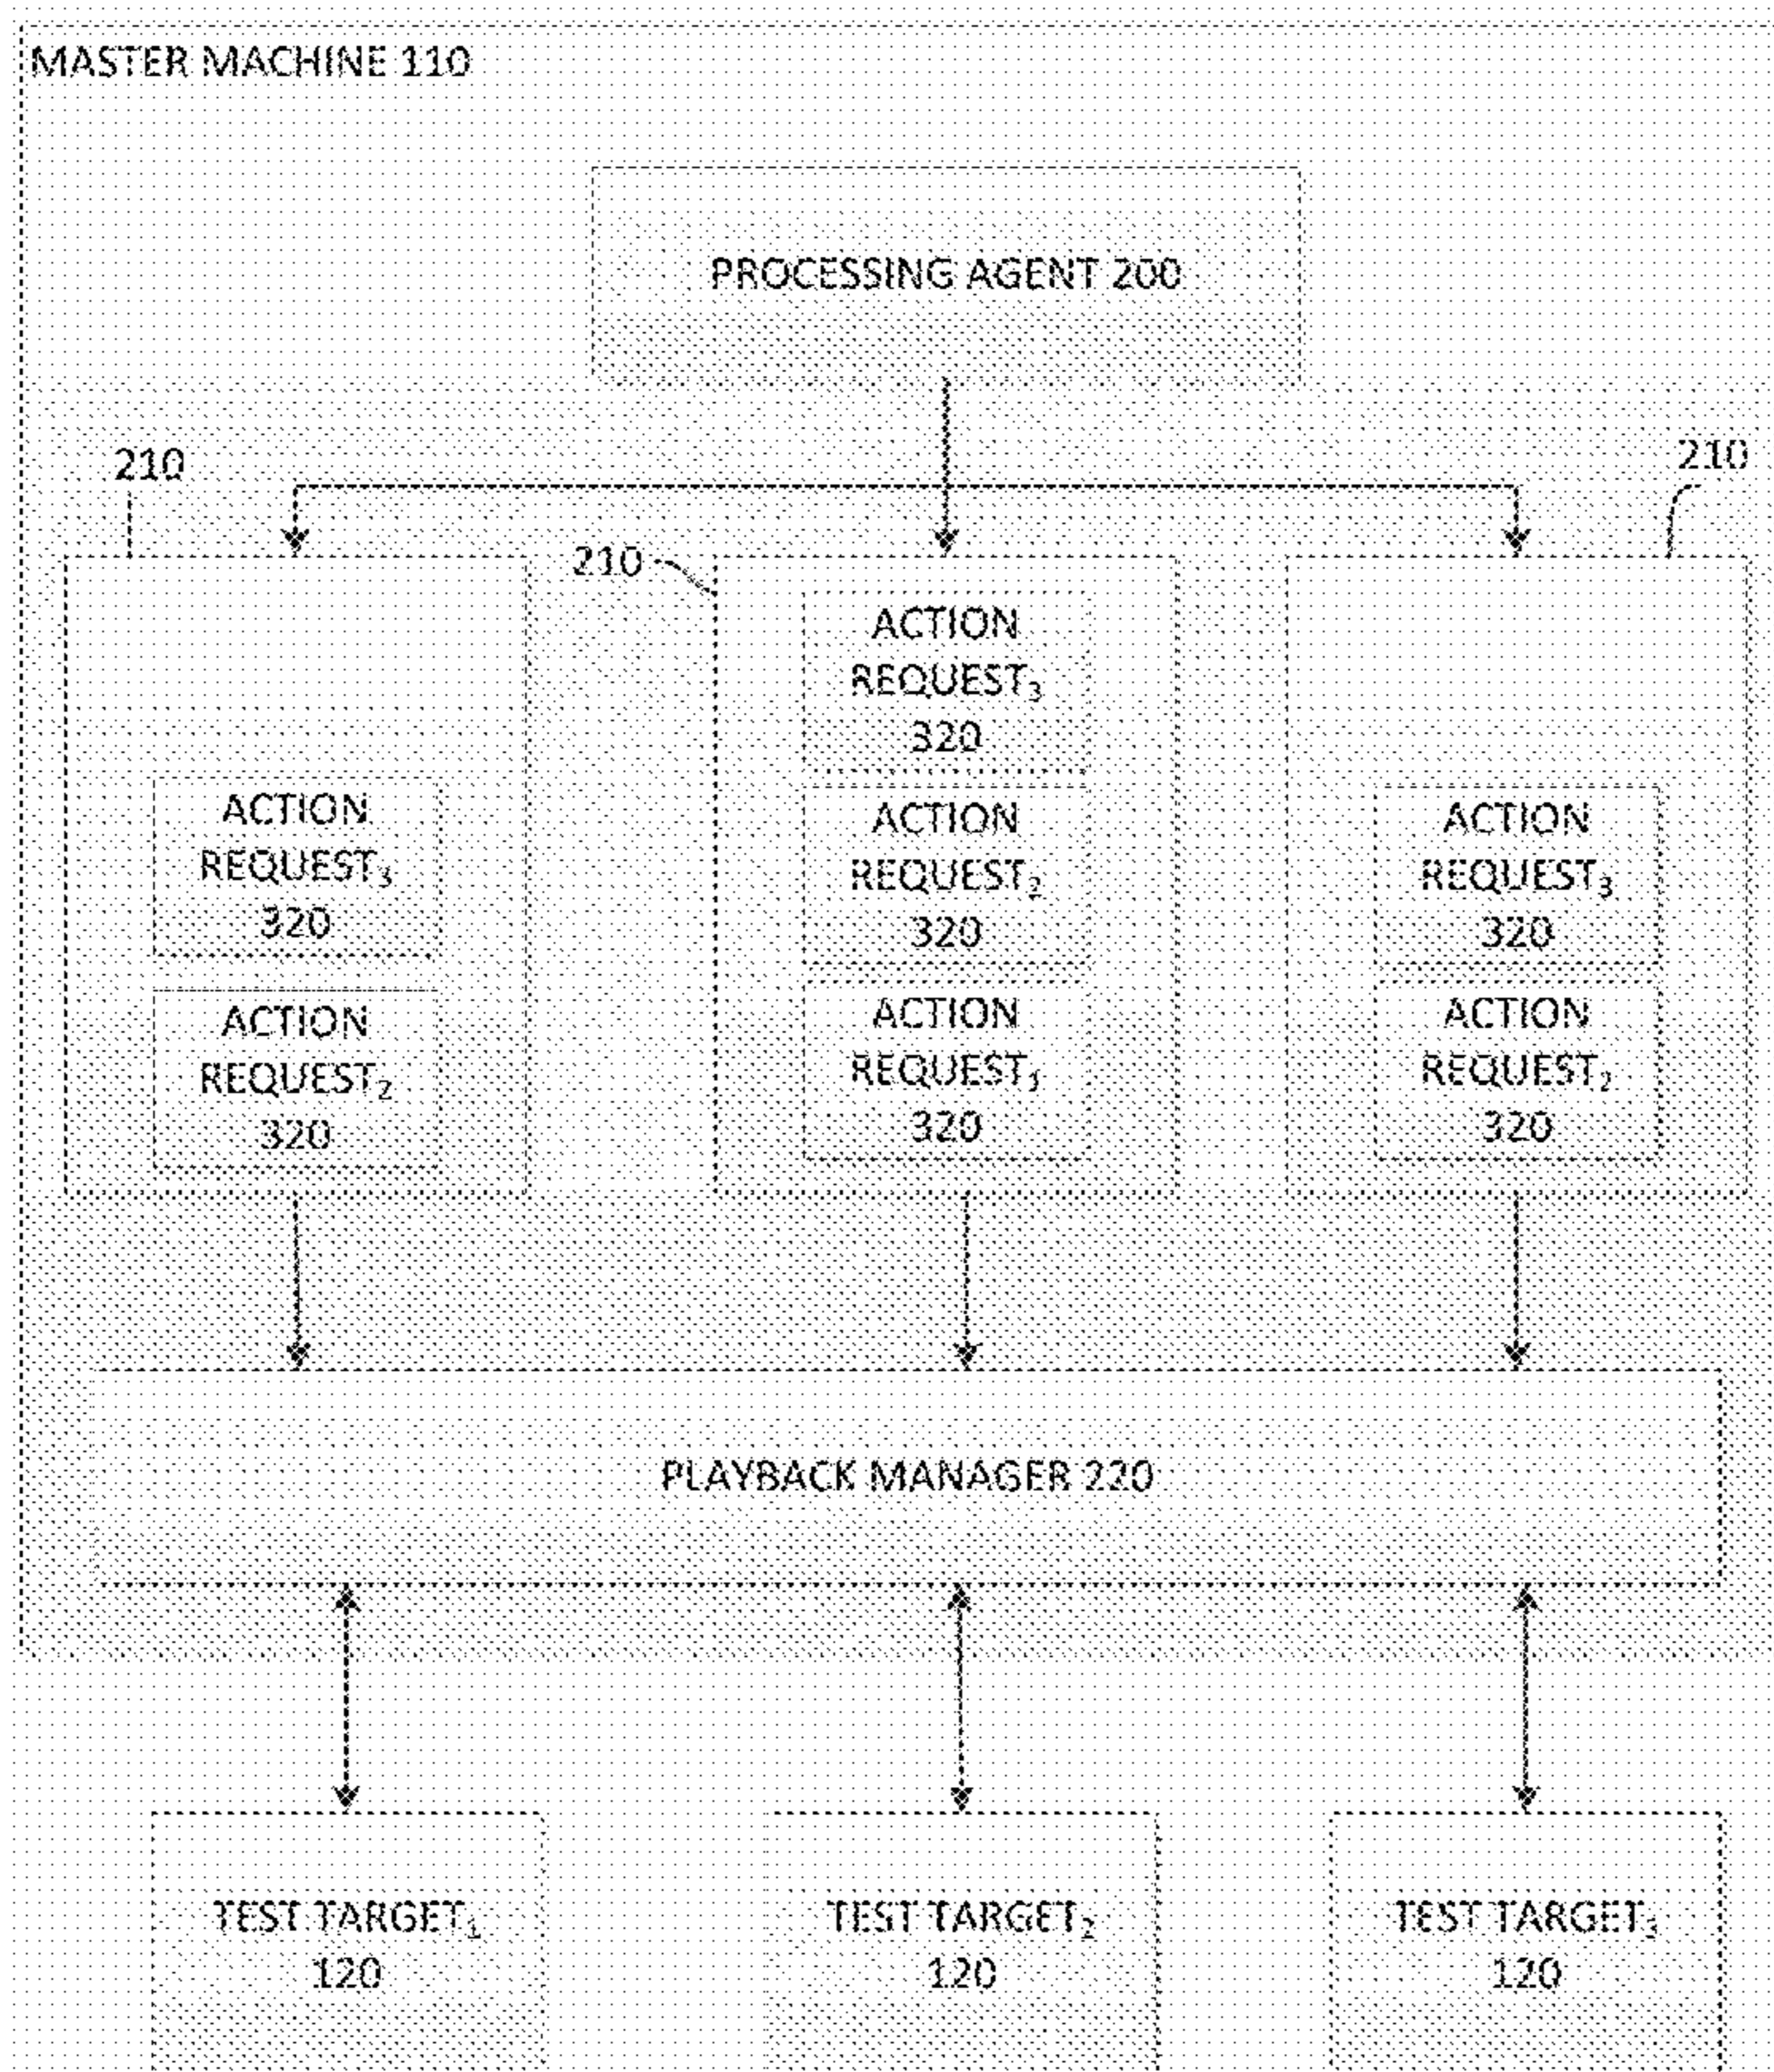 MASTER MACHINE 110
PROCESSING AGENT 200
210
210
210
ACTION
REQUEST₃
320
ACTION
REQUEST₂
320
ACTION
REQUEST₃
320
ACTION
REQUEST₂
320
ACTION
REQUEST₁
320
ACTION
REQUEST₃
320
ACTION
REQUEST₂
320
PLAYBACK MANAGER 220
TEST TARGET₁
120
TEST TARGET₂
120
TEST TARGET₃
120